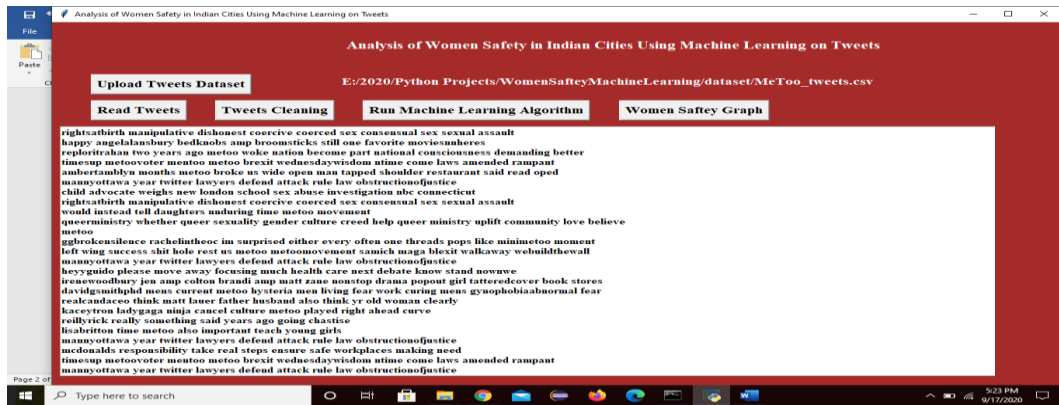 Analysis of Women Safety in Indian Cities Using Machine Learning on Tweets
File
Paste
Analysis of Women Safety in Indian Cities Using Machine Learning on Tweets
Upload Tweets Dataset
E:/2020/Python Projects/WomenSafteyMachineLearning/dataset/MeToo_tweets.csv
Read Tweets
Tweets Cleaning
Run Machine Learning Algorithm
Women Saftey Graph
rightsatbirth manipulative dishonest coercive coerced sex consensual sex sexual assault
happy angelalansbury bedknobs amp broomsticks still one favorite moviesnnheres
reploritrahan two years ago metoo woke nation become part national consciousness demanding better
timesup metoovoter mentoo metoo brexit wednesdaywisdom ntime come laws amended rampant
ambertamblyn months metoo broke us wide open man tapped shoulder restaurant said read oped
mannyottawa year twitter lawyers defend attack rule law obstructionofjustice
child advocate weighs new london school sex abuse investigation nbc connecticut
rightsatbirth manipulative dishonest coercive coerced sex consensual sex sexual assault
would instead tell daughters nnduring time metoo movement
queerministry whether queer sexuality gender culture creed help queer ministry uplift community love believe
metoo
ggbrokensilence rachelintheoc im surprised either every often one threads pops like minimetoo moment
left wing success shit hole rest us metoo metoomovement samich maga blexit walkaway webuildthewall
mannyottawa year twitter lawyers defend attack rule law obstructionofjustice
heyyguido please move away focusing much health care next debate know stand nownwe
irenewoodbury jen amp colton brandi amp matt zane nonstop drama popout girl tatteredcover book stores
davidgsmithphd mens current metoo hysteria men living fear work curing mens gynophobiaabnormal fear
realcandaceo think matt lauer father husband also think yr old woman clearly
kaceytron ladygaga ninja cancel culture metoo played right ahead curve
reillyrick really something said years ago going chastise
lisabritton time metoo also important teach young girls
mannyottawa year twitter lawyers defend attack rule law obstructionofjustice
mcdonalds responsibility take real steps ensure safe workplaces making need
timesup metoovoter mentoo metoo brexit wednesdaywisdom ntime come laws amended rampant
mannyottawa year twitter lawyers defend attack rule law obstructionofjustice
Page 2 of
Type here to search
5:23 PM
9/17/2020